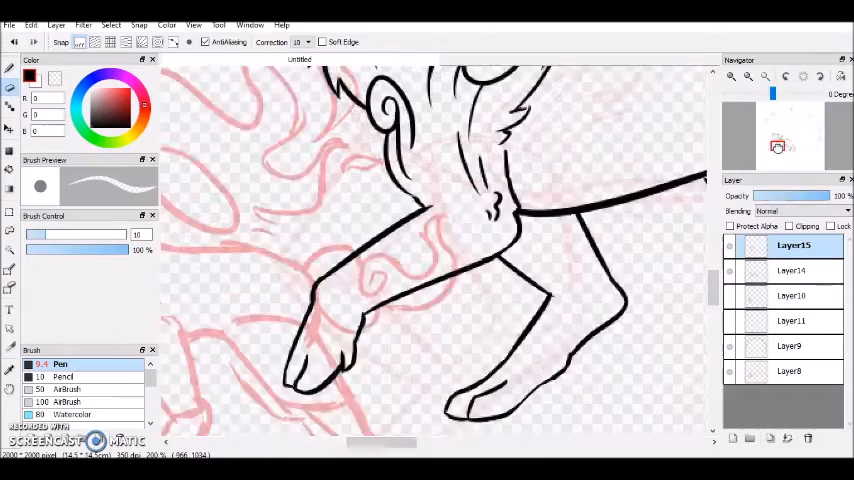 File Edit Layer Filter Select Snap Color View Tool Window Help
Snap off AntiAliasing Correction 10 Soft Edge
Color
Untitled
Navigator
R 0
G 0
B 0
0 Degree
Brush Preview
Layer
Opacity 100 %
Blending Normal
Brush Control
Protect Alpha Clipping Lock
10
100 %
Layer15
Layer14
Layer10
Layer11
Layer9
Layer8
Brush
9.4 Pen
10 Pencil
50 AirBrush
100 AirBrush
80 Watercolor
RECORDED WITH
SCREENCAST MATIC
2000 * 2000 pixel (14.5 * 14.5cm) 350 dpi 200 % (966, 1034)